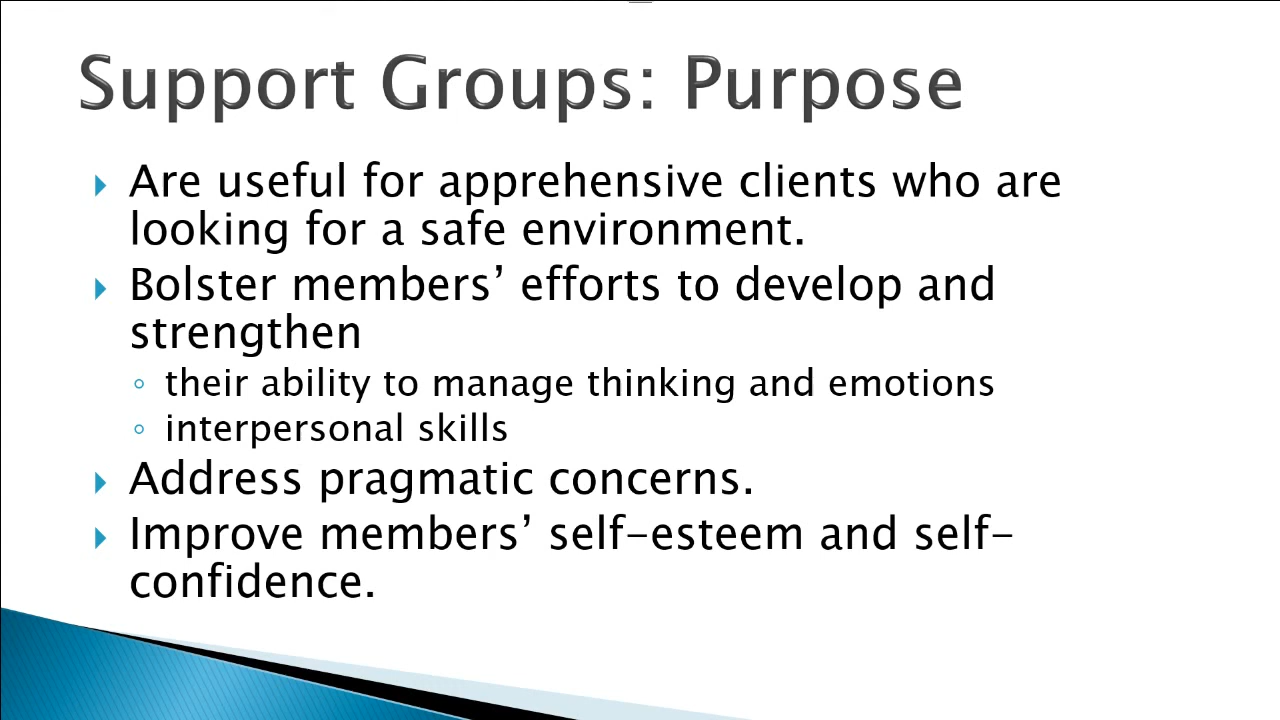 Support Groups: Purpose
Are useful for apprehensive clients who are
looking for a safe environment.
Bolster members’ efforts to develop and
strengthen
their ability to manage thinking and emotions
interpersonal skills
Address pragmatic concerns.
Improve members’ self-esteem and self-
confidence.